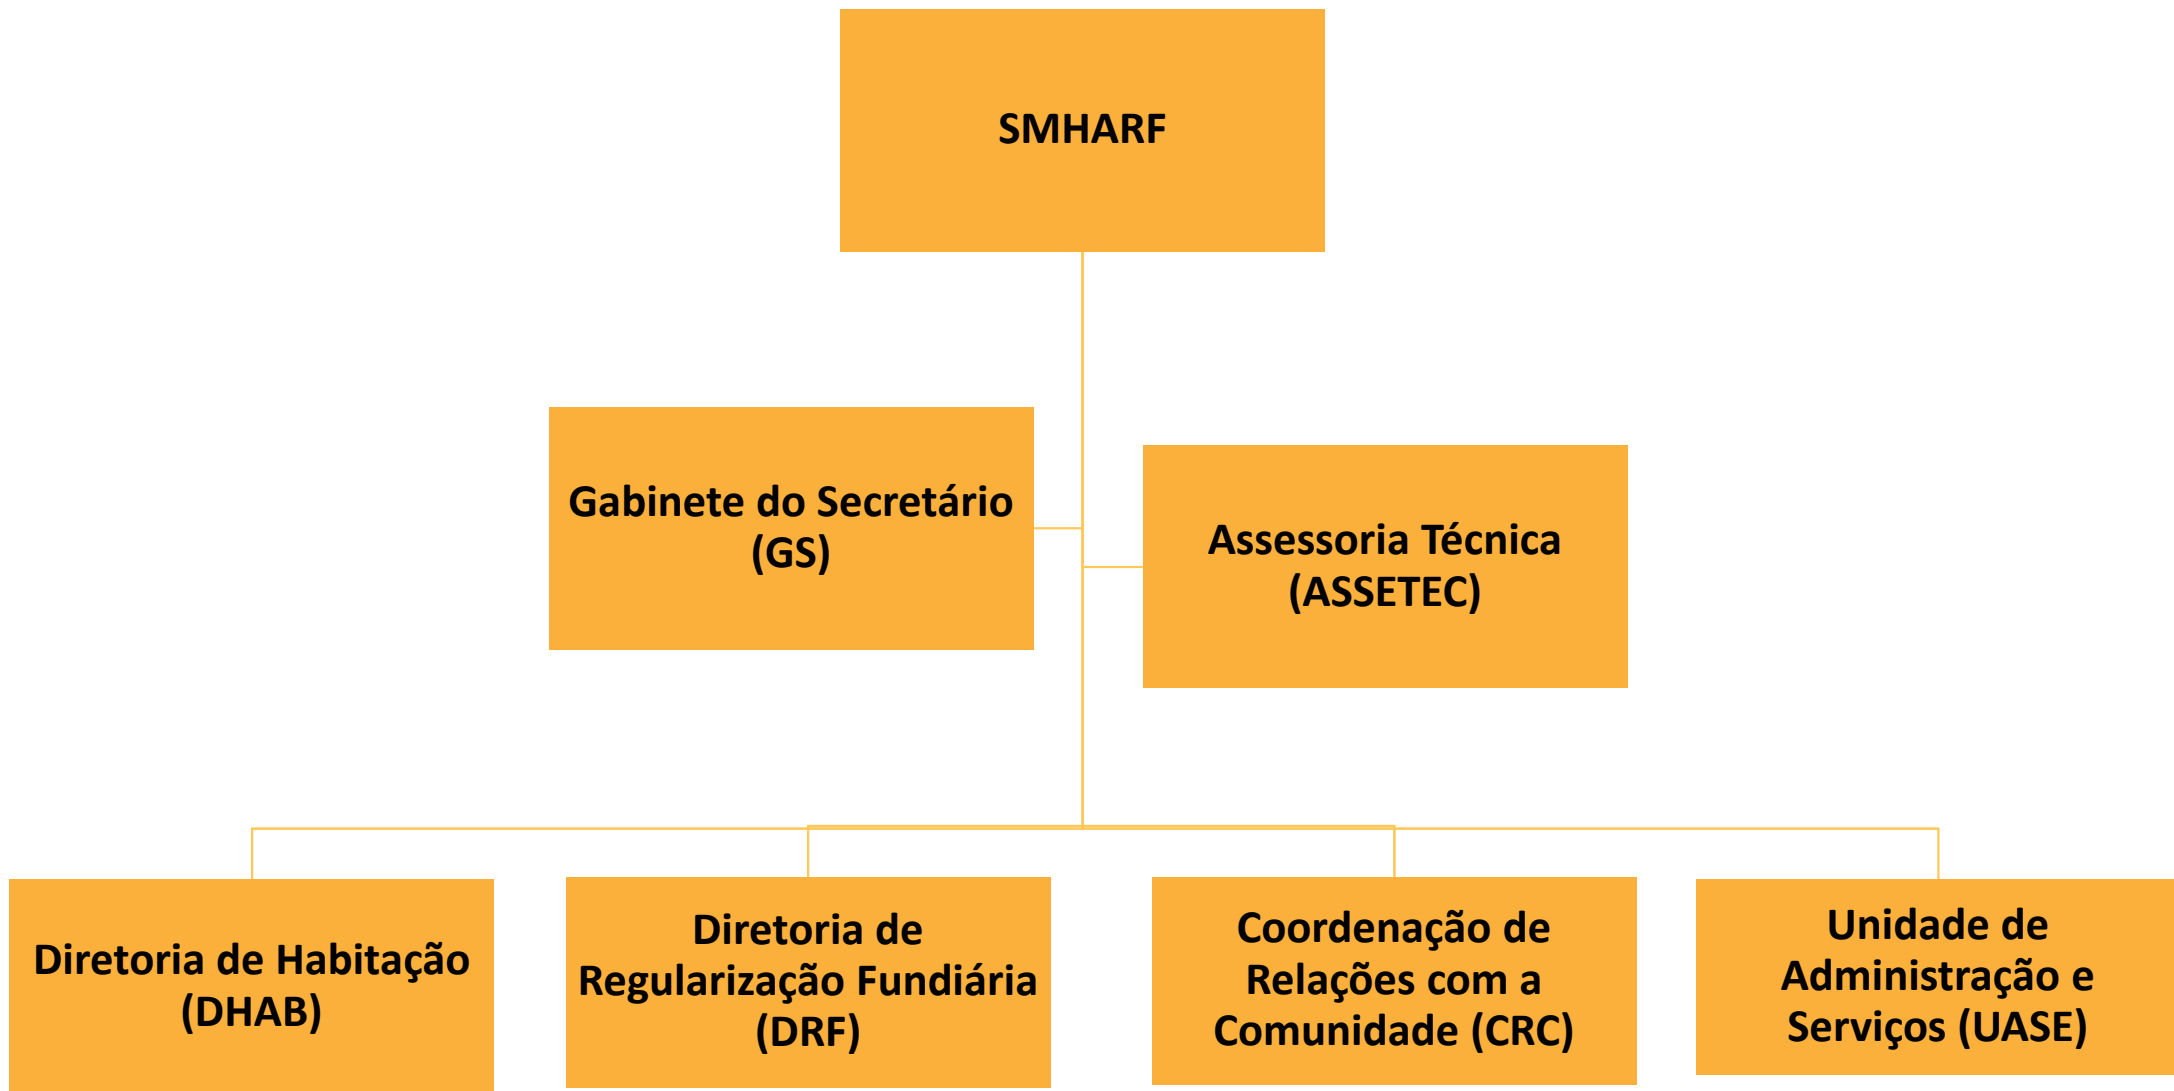 SMHARF
Gabinete do Secretário
(GS)
Assessoria Técnica
(ASSETEC)
Diretoria de Habitação
(DHAB)
Diretoria de
Regularização Fundiária
(DRF)
Coordenação de
Relações com a
Comunidade (CRC)
Unidade de
Administração e
Serviços (UASE)